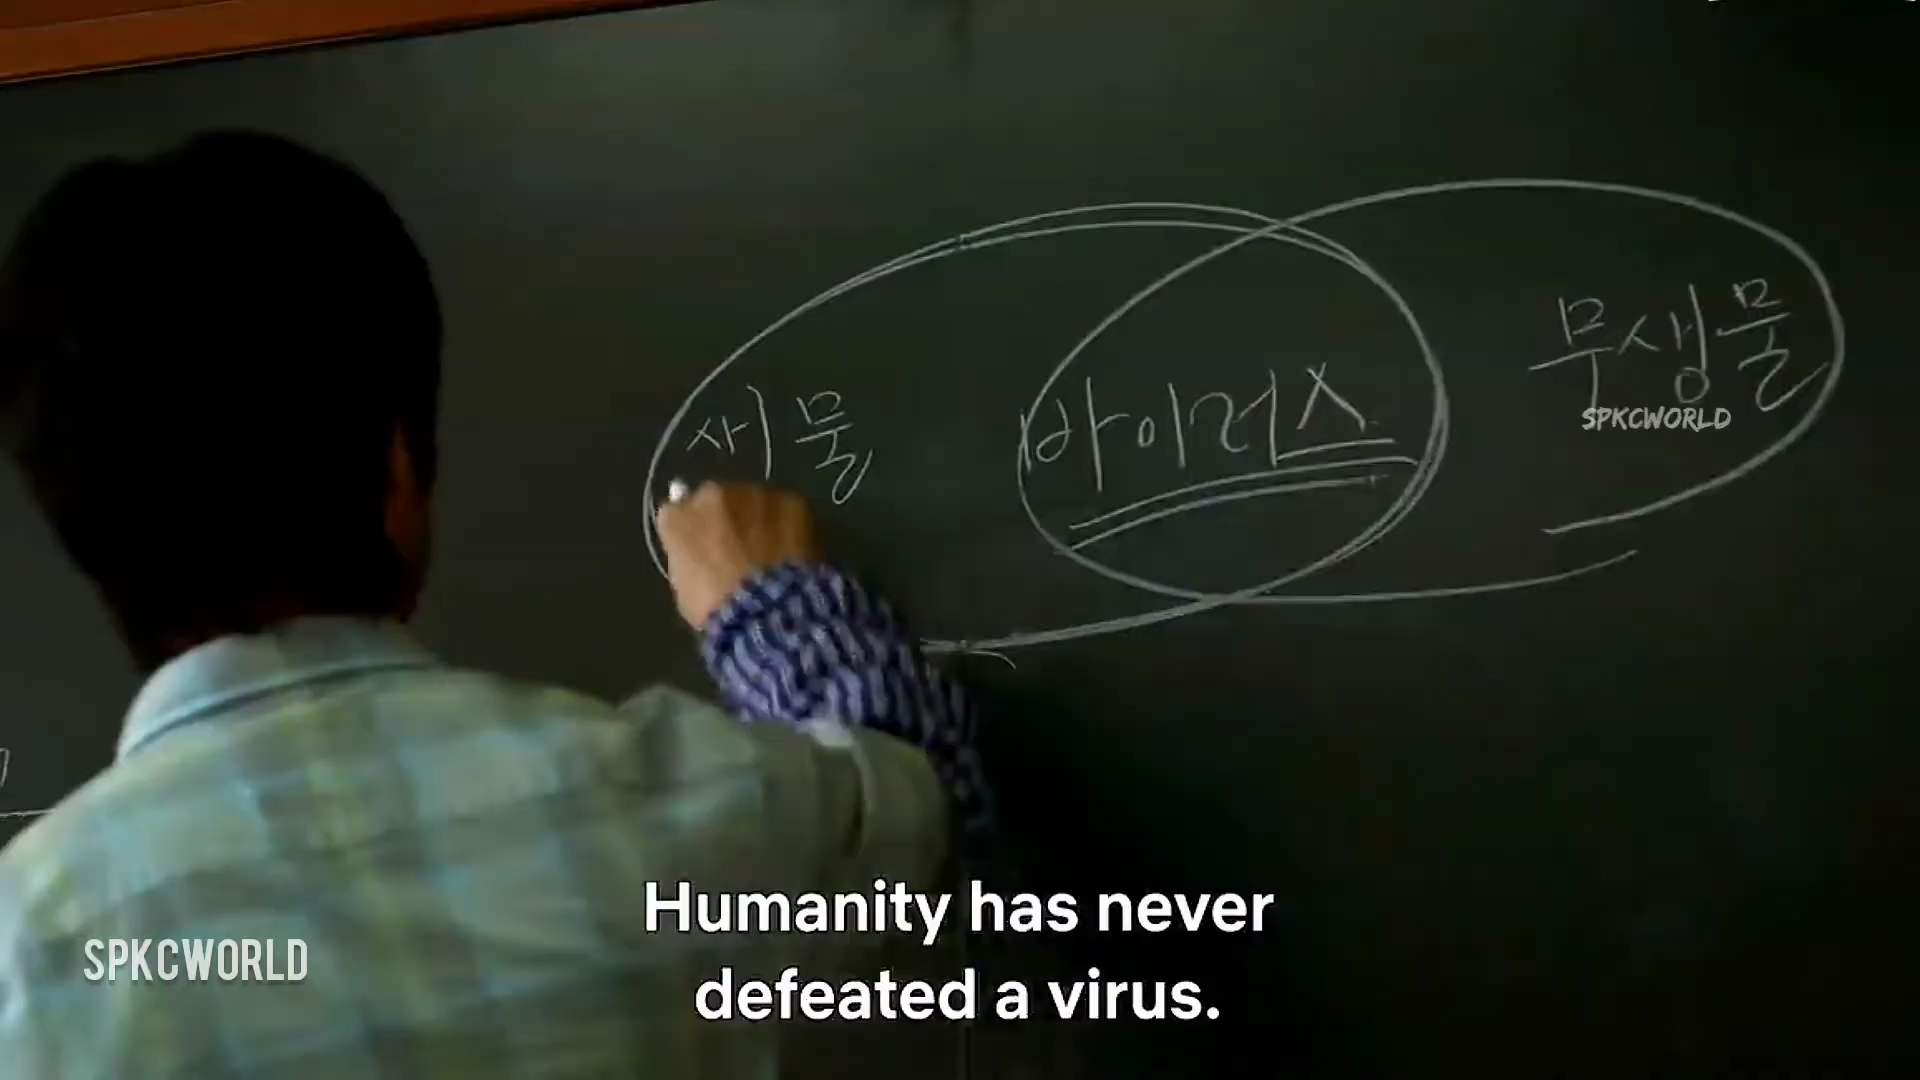 무생물
생물 바이러스
SPKCWORLD
Humanity has never
defeated a virus.
SPKCWORLD